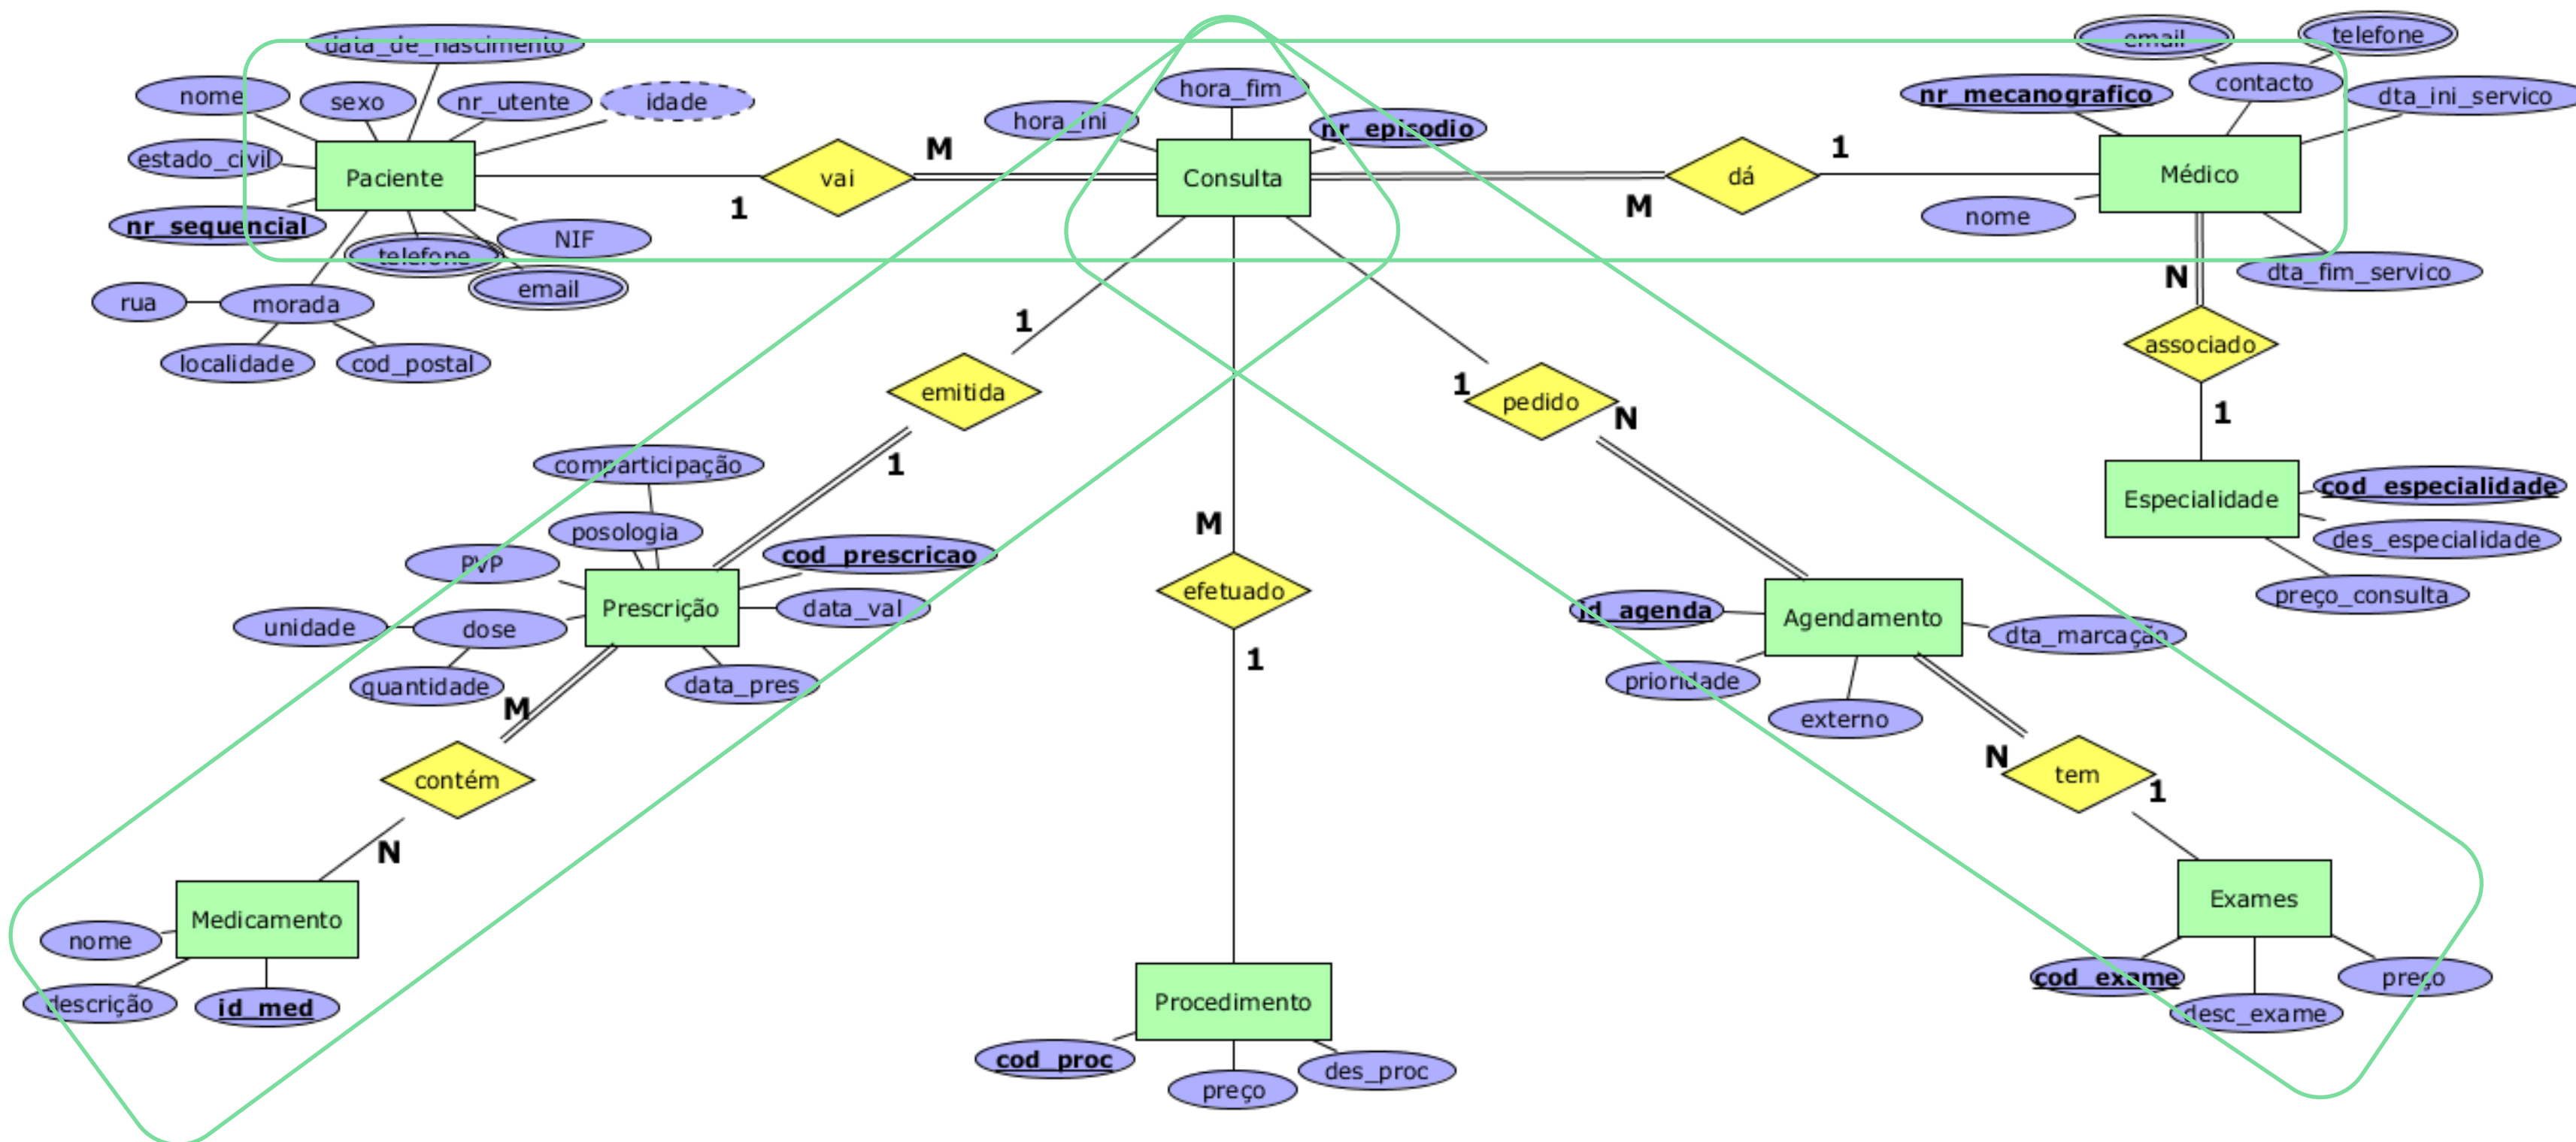 data_de_nascimento
nome
sexo
nr_utente
idade
estado_civil
Paciente
nr_sequencial
telefone
NIF
email
morada
rua
localidade
cod_postal
vai
1
M
hora_ini
hora_fim
nr_episodio
Consulta
M
dá
1
email
telefone
contacto
nr_mecanografico
dta_ini_servico
Médico
nome
dta_fim_servico
N
associado
1
Especialidade
cod_especialidade
des_especialidade
preço_consulta
1
emitida
1
comparticipação
posologia
PVP
cod_prescricao
Prescrição
data_val
unidade
dose
quantidade
data_pres
M
contém
N
Medicamento
nome
descrição
id_med
M
efetuado
1
Procedimento
cod_proc
preço
des_proc
1
pedido
N
id_agenda
Agendamento
dta_marcação
prioridade
externo
N
tem
1
Exames
cod_exame
desc_exame
preço